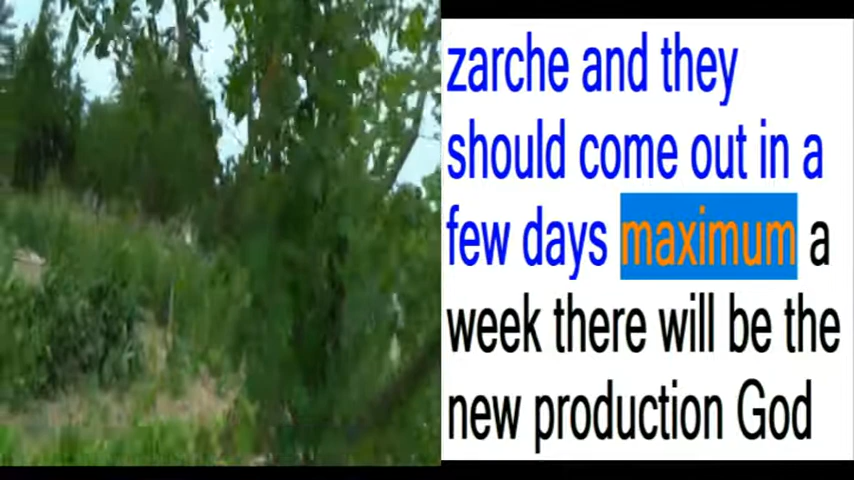 zarche and they
should come out in a
few days maximum a
week there will be the
new production God